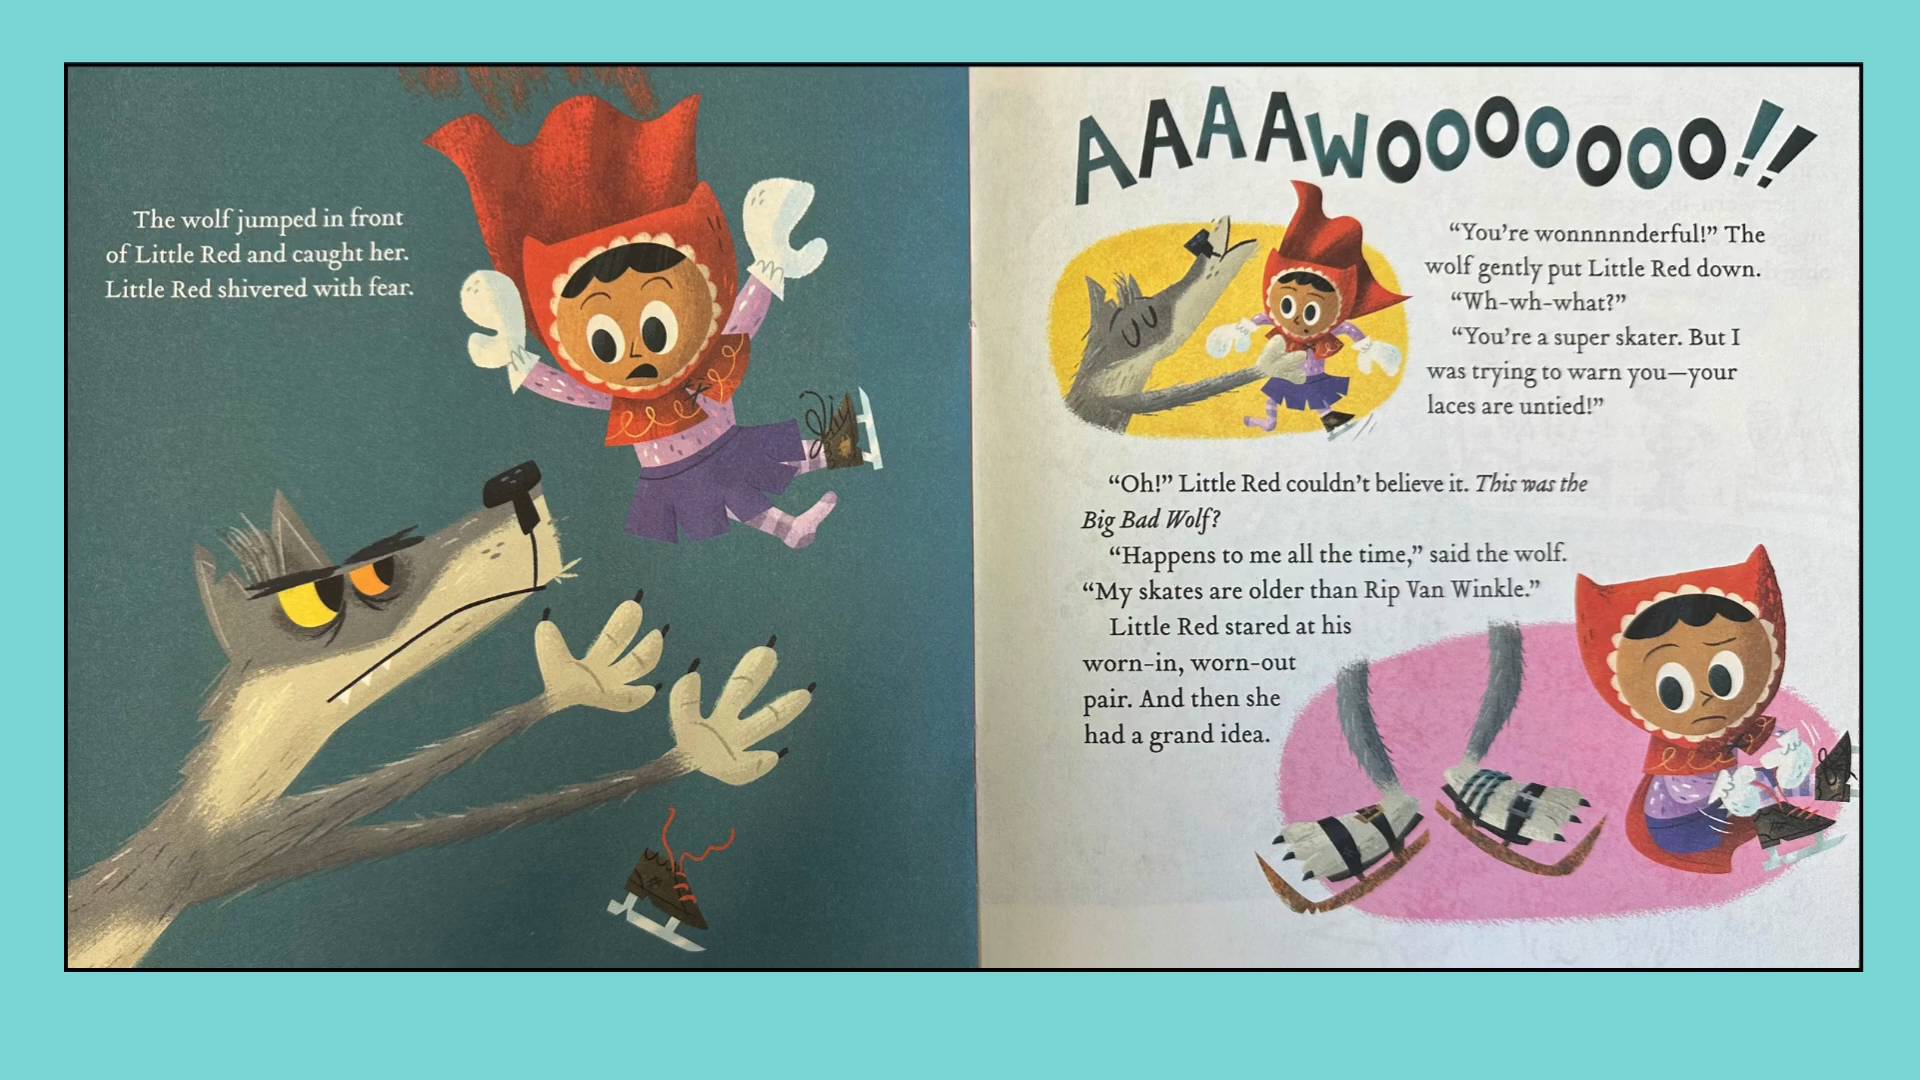 The wolf jumped in front
of Little Red and caught her.
Little Red shivered with fear.
AAAAWOOOOOOOO!!
“You’re wonnnnnderful!” The
wolf gently put Little Red down.
“Wh-wh-what?”
“You’re a super skater. But I
was trying to warn you—your
laces are untied!”
“Oh!” Little Red couldn’t believe it. This was the
Big Bad Wolf?
“Happens to me all the time,” said the wolf.
“My skates are older than Rip Van Winkle.”
Little Red stared at his
worn-in, worn-out
pair. And then she
had a grand idea.